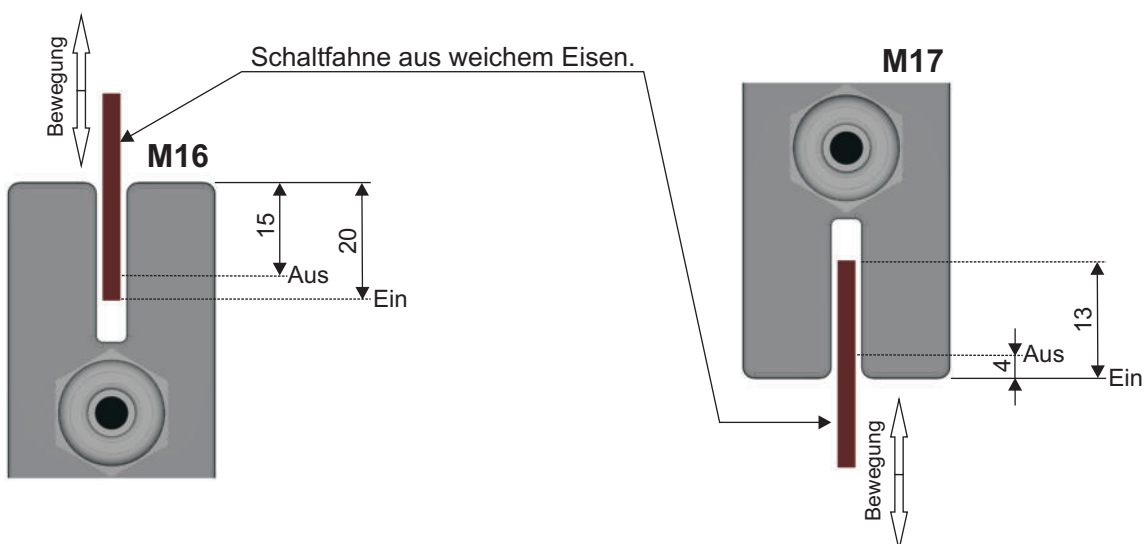 Schaltfahne aus weichem Eisen.
Bewegung
M16
15
20
Aus
Ein
M17
13
4
Aus
Ein
Bewegung